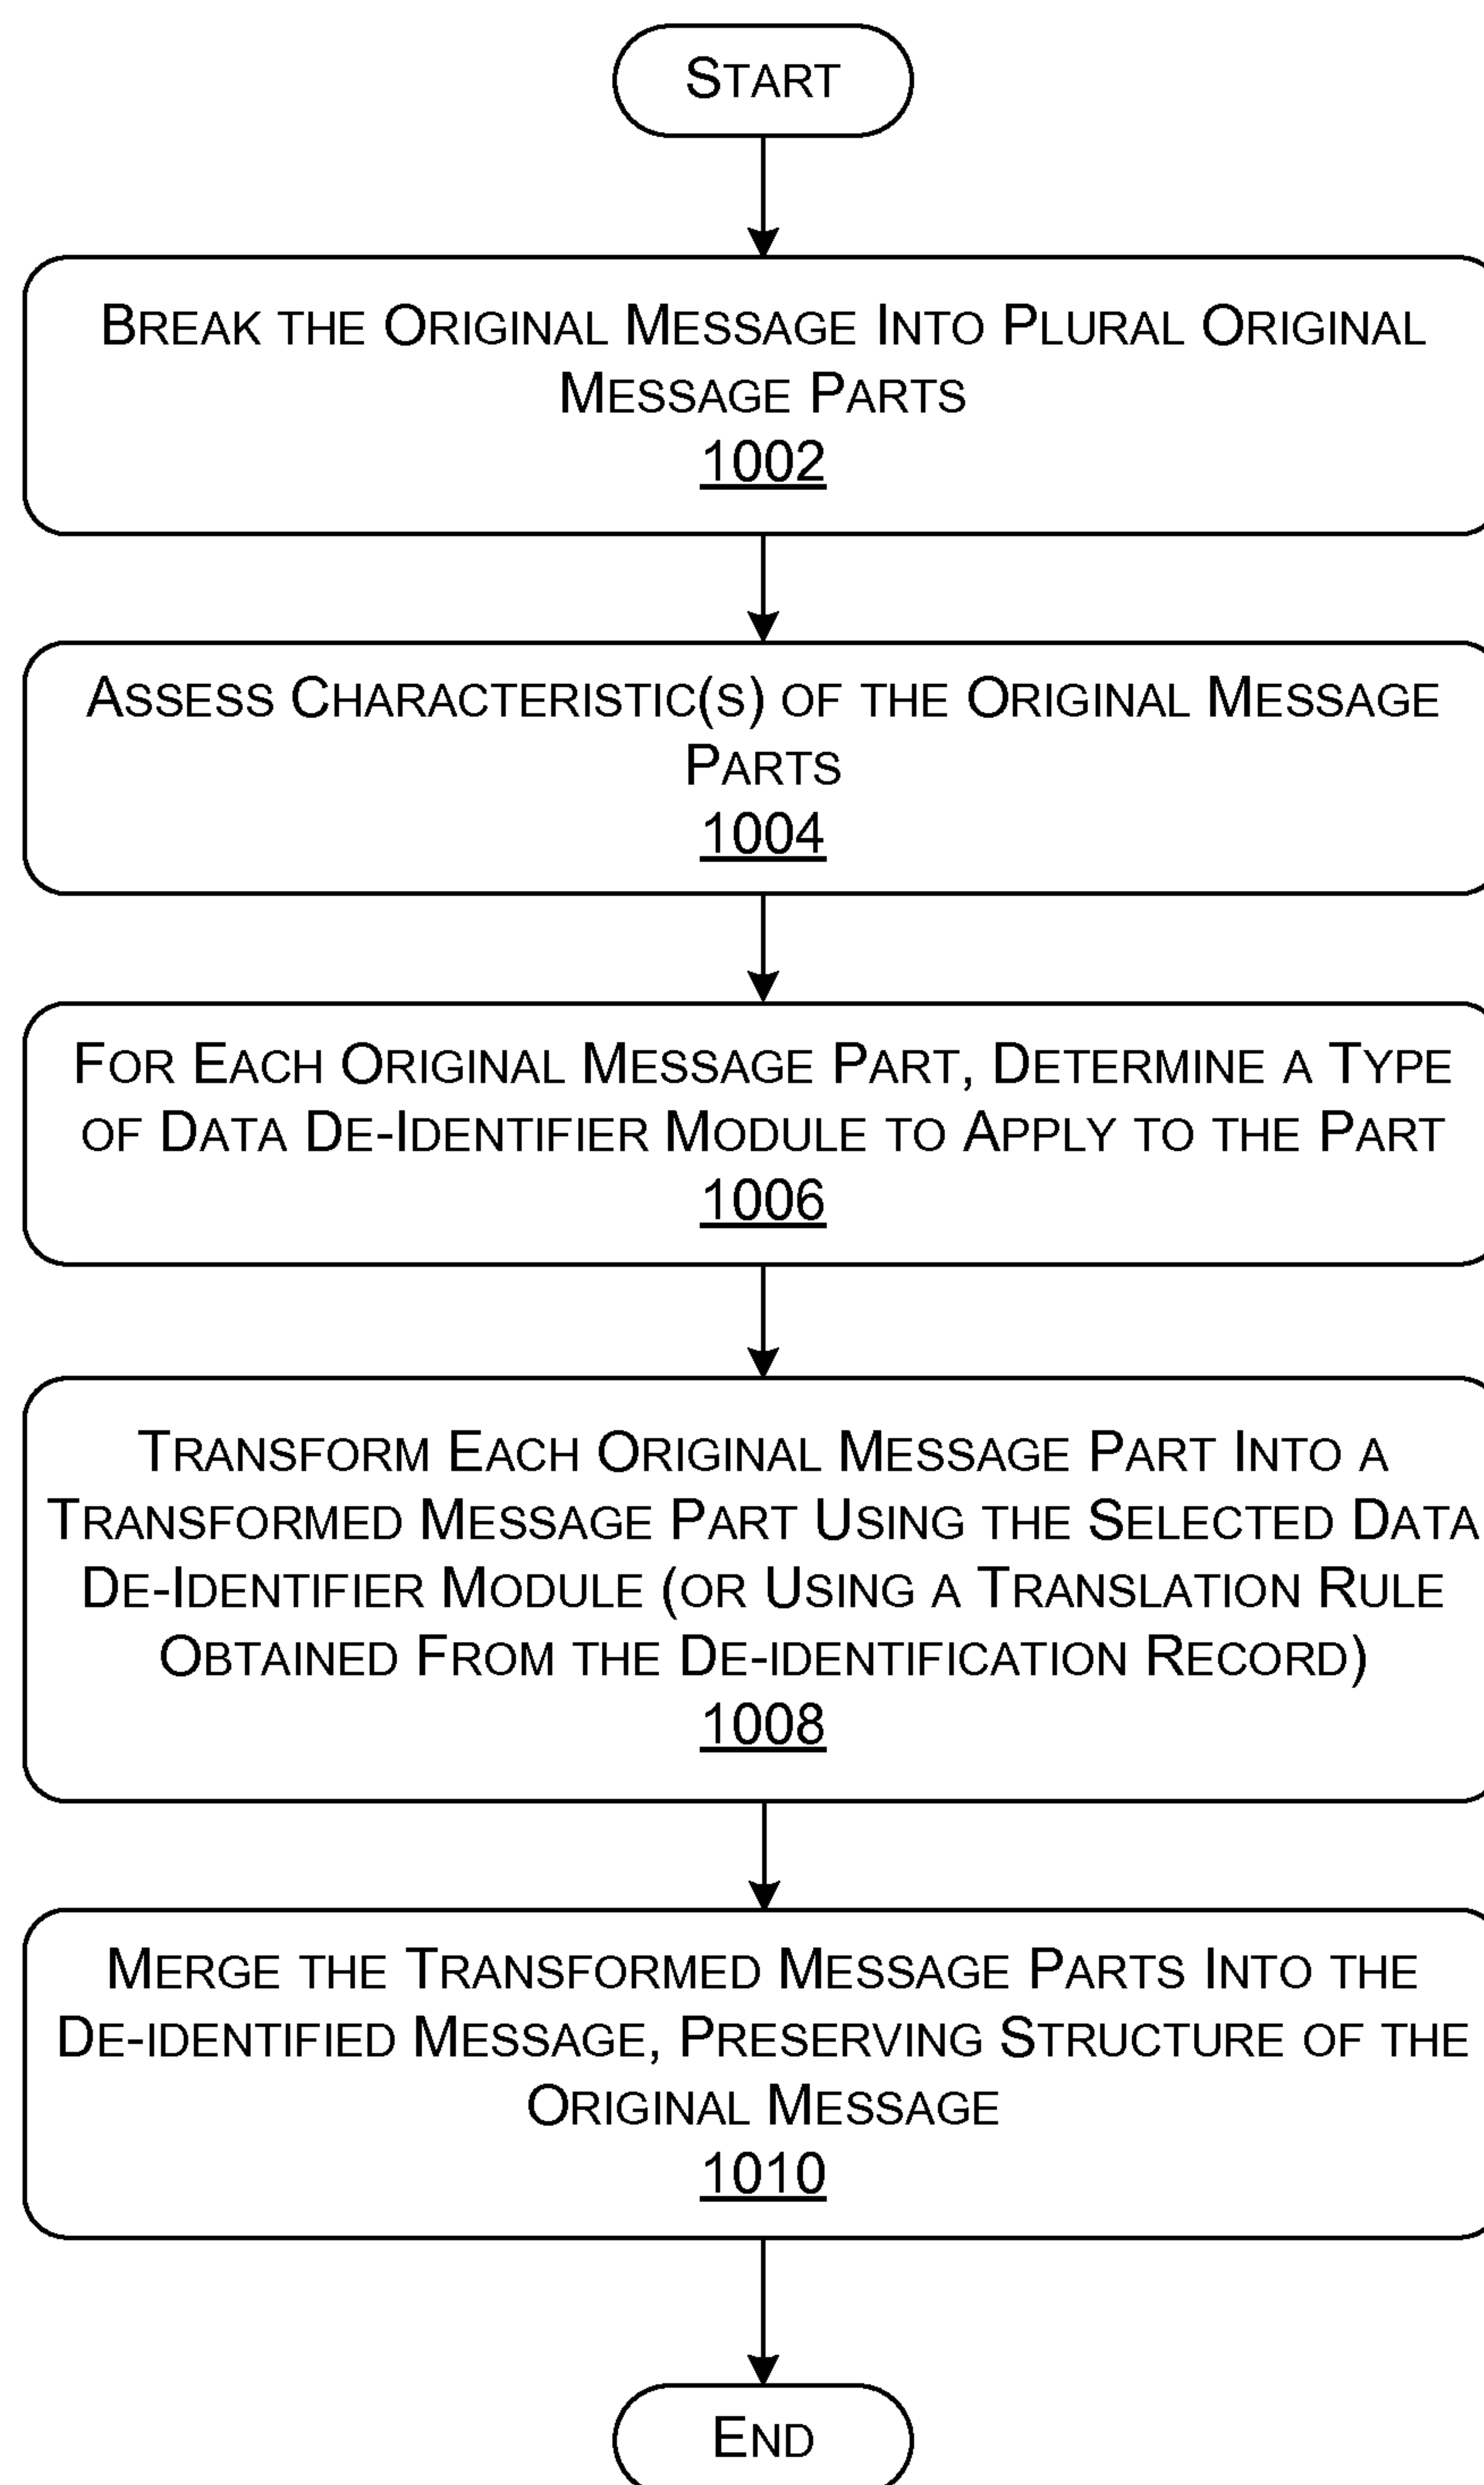 START
BREAK THE ORIGINAL MESSAGE INTO PLURAL ORIGINAL
MESSAGE PARTS
1002
ASSESS CHARACTERISTIC(S) OF THE ORIGINAL MESSAGE
PARTS
1004
FOR EACH ORIGINAL MESSAGE PART, DETERMINE A TYPE
OF DATA DE-IDENTIFIER MODULE TO APPLY TO THE PART
1006
TRANSFORM EACH ORIGINAL MESSAGE PART INTO A
TRANSFORMED MESSAGE PART USING THE SELECTED DATA
DE-IDENTIFIER MODULE (OR USING A TRANSLATION RULE
OBTAINED FROM THE DE-IDENTIFICATION RECORD)
1008
MERGE THE TRANSFORMED MESSAGE PARTS INTO THE
DE-IDENTIFIED MESSAGE, PRESERVING STRUCTURE OF THE
ORIGINAL MESSAGE
1010
END